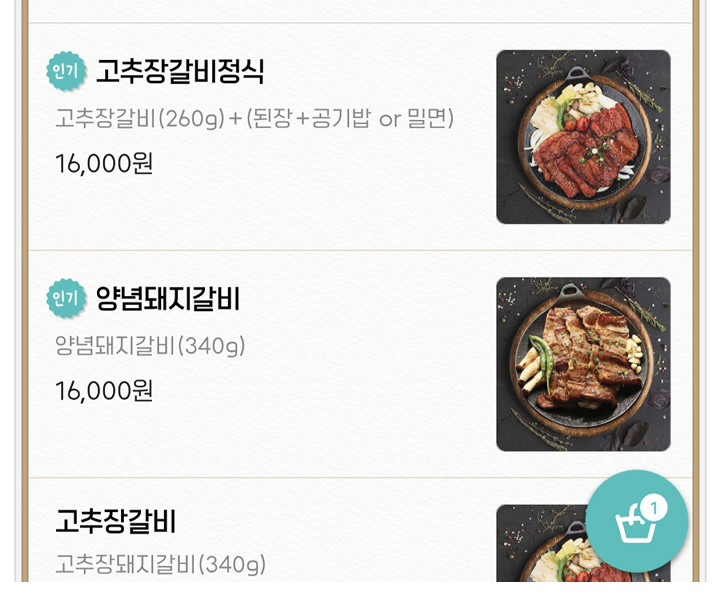 인기 고추장갈비정식
고추장갈비(260g)+(된장+공기밥 or 밀면)
16,000원
인기 양념돼지갈비
양념돼지갈비(340g)
16,000원
고추장갈비
고추장돼지갈비(340g)
1